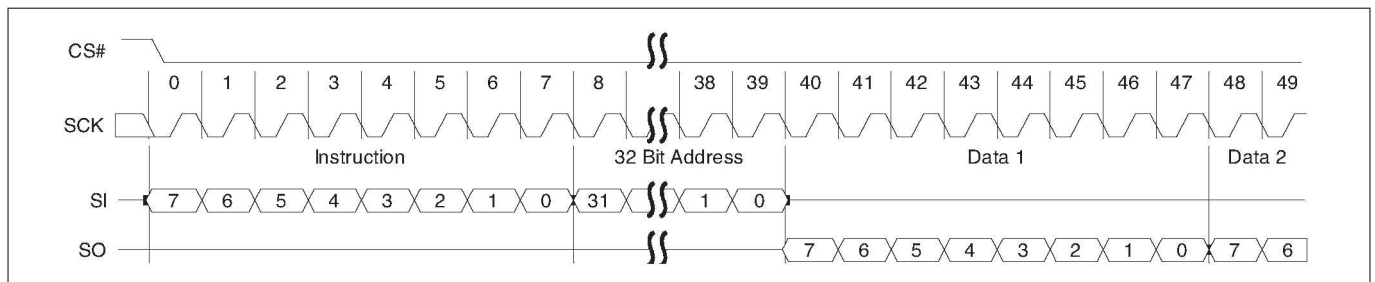 CS#
0 1 2 3 4 5 6 7 8 38 39 40 41 42 43 44 45 46 47 48 49
SCK
Instruction 32 Bit Address Data 1 Data 2
SI 7 6 5 4 3 2 1 0 31 1 0
SO 7 6 5 4 3 2 1 0 7 6